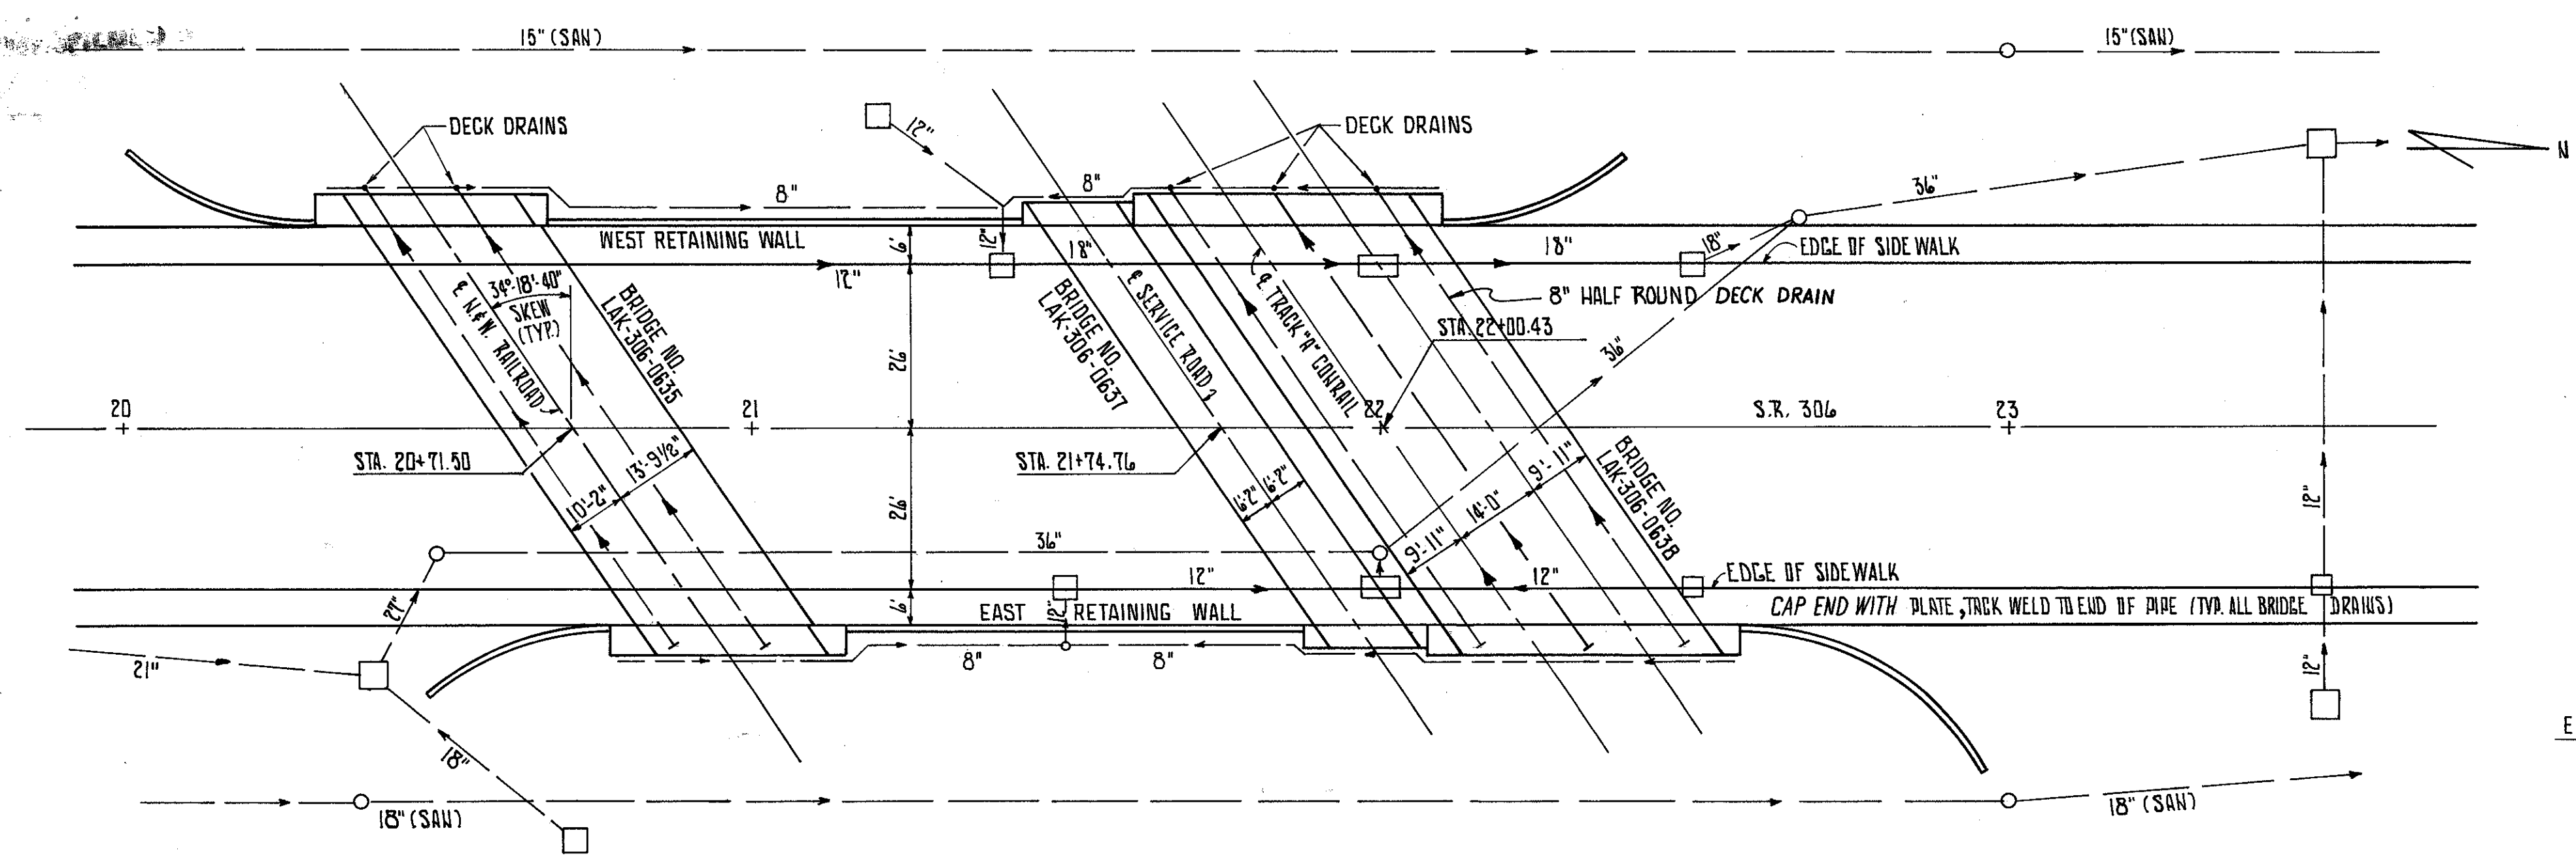 15" (SAN)
15" (SAN)
DECK DRAINS
12"
DECK DRAINS
N
8"
8"
36"
WEST RETAINING WALL
6'
12"
18"
18"
18"
EDGE OF SIDEWALK
12"
34°-18'-40"
SKEW
(TYP.)
℄ N.&W. RAILROAD
BRIDGE NO.
LAK-306-0635
26'
BRIDGE NO.
LAK-306-0637
℄ SERVICE ROAD
℄ TRACK "A" CONRAIL
8" HALF ROUND DECK DRAIN
STA. 22+00.43
36"
20
21
22
S.R. 306
23
STA. 20+71.50
10'-2"
13'-9 1/2"
26'
STA. 21+74.76
6'-2"
6'-2"
9'-11"
14'-0"
9'-11"
BRIDGE NO.
LAK-306-0638
12"
36"
27"
12"
12"
EDGE OF SIDEWALK
6'
12"
EAST RETAINING WALL
CAP END WITH PLATE, TACK WELD TO END OF PIPE (TYP. ALL BRIDGE DRAINS)
21"
8"
8"
12"
18"
E
18" (SAN)
18" (SAN)